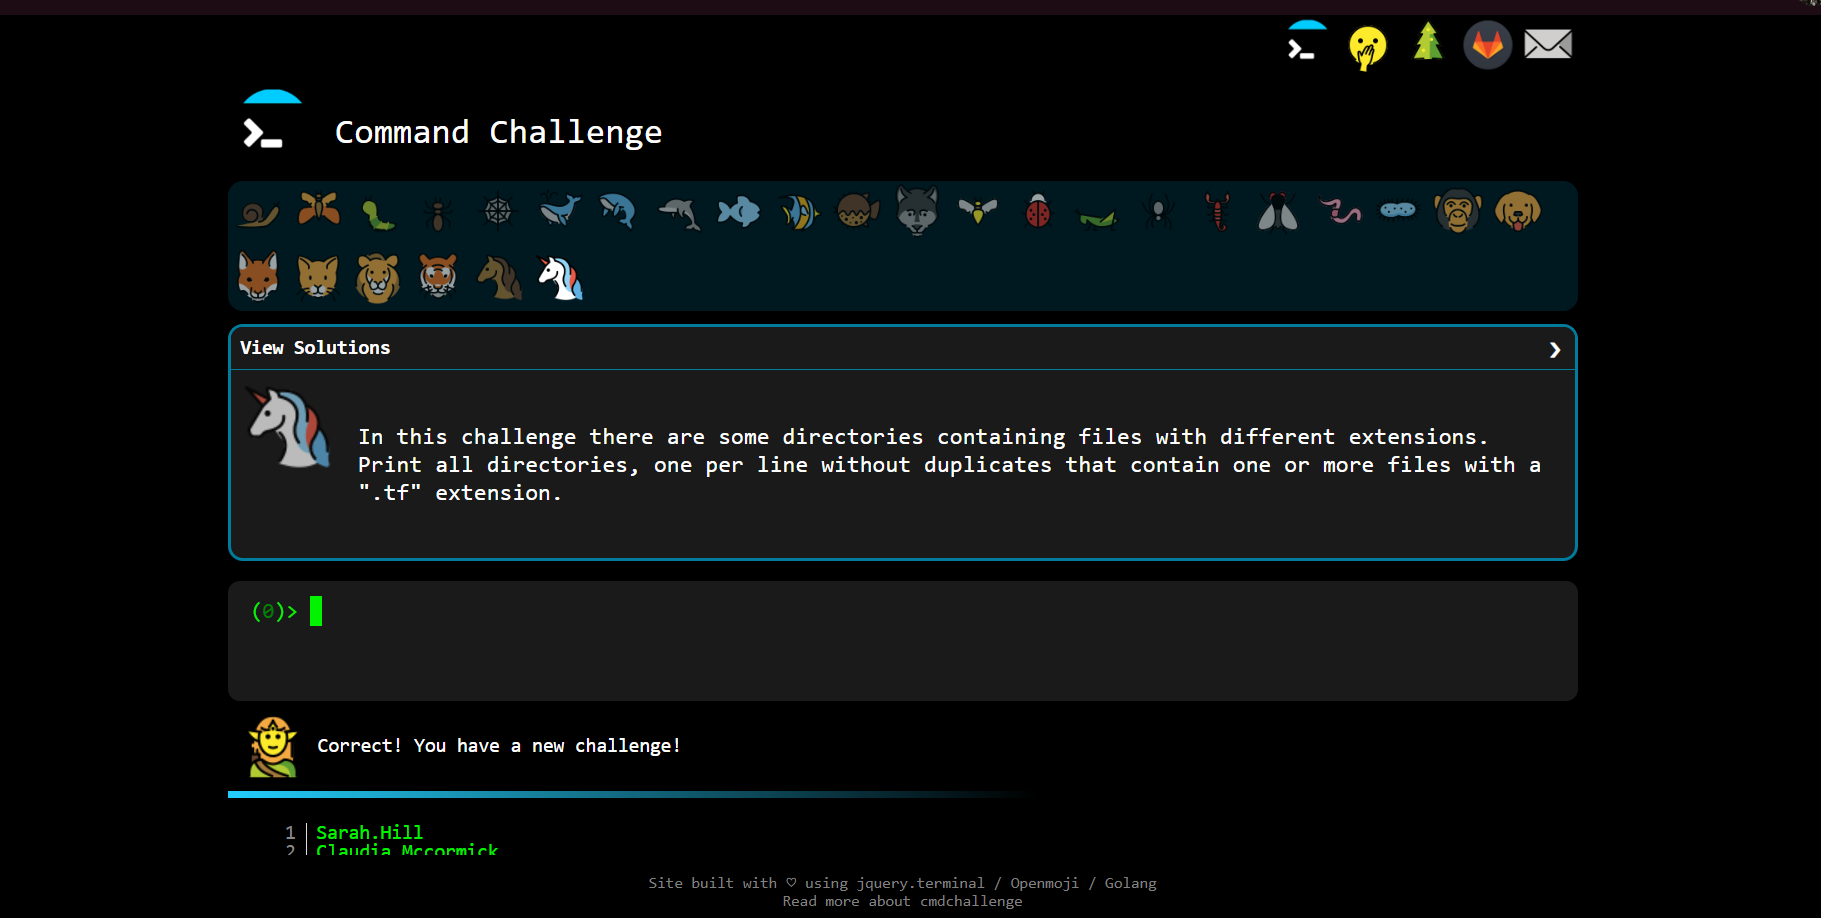 Command Challenge
View Solutions
In this challenge there are some directories containing files with different extensions.
Print all directories, one per line without duplicates that contain one or more files with a
".tf" extension.
(0)>
Correct! You have a new challenge!
1 Sarah.Hill
2 Claudia Mccormick
Site built with ♡ using jquery.terminal / Openmoji / Golang
Read more about cmdchallenge